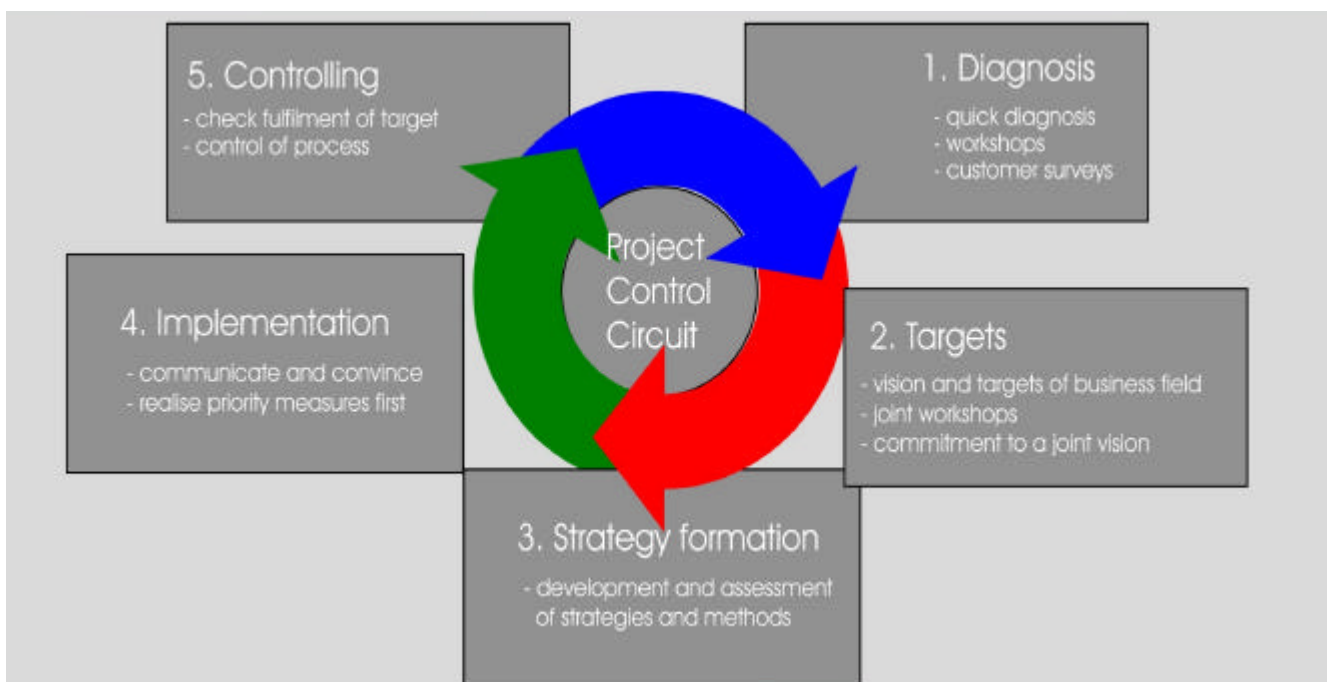 5. Controlling
- check fulfilment of target
- control of process
1. Diagnosis
- quick diagnosis
- workshops
- customer surveys
Project
Control
Circuit
4. Implementation
- communicate and convince
- realise priority measures first
2. Targets
- vision and targets of business field
- joint workshops
- commitment to a joint vision
3. Strategy formation
- development and assessment
of strategies and methods